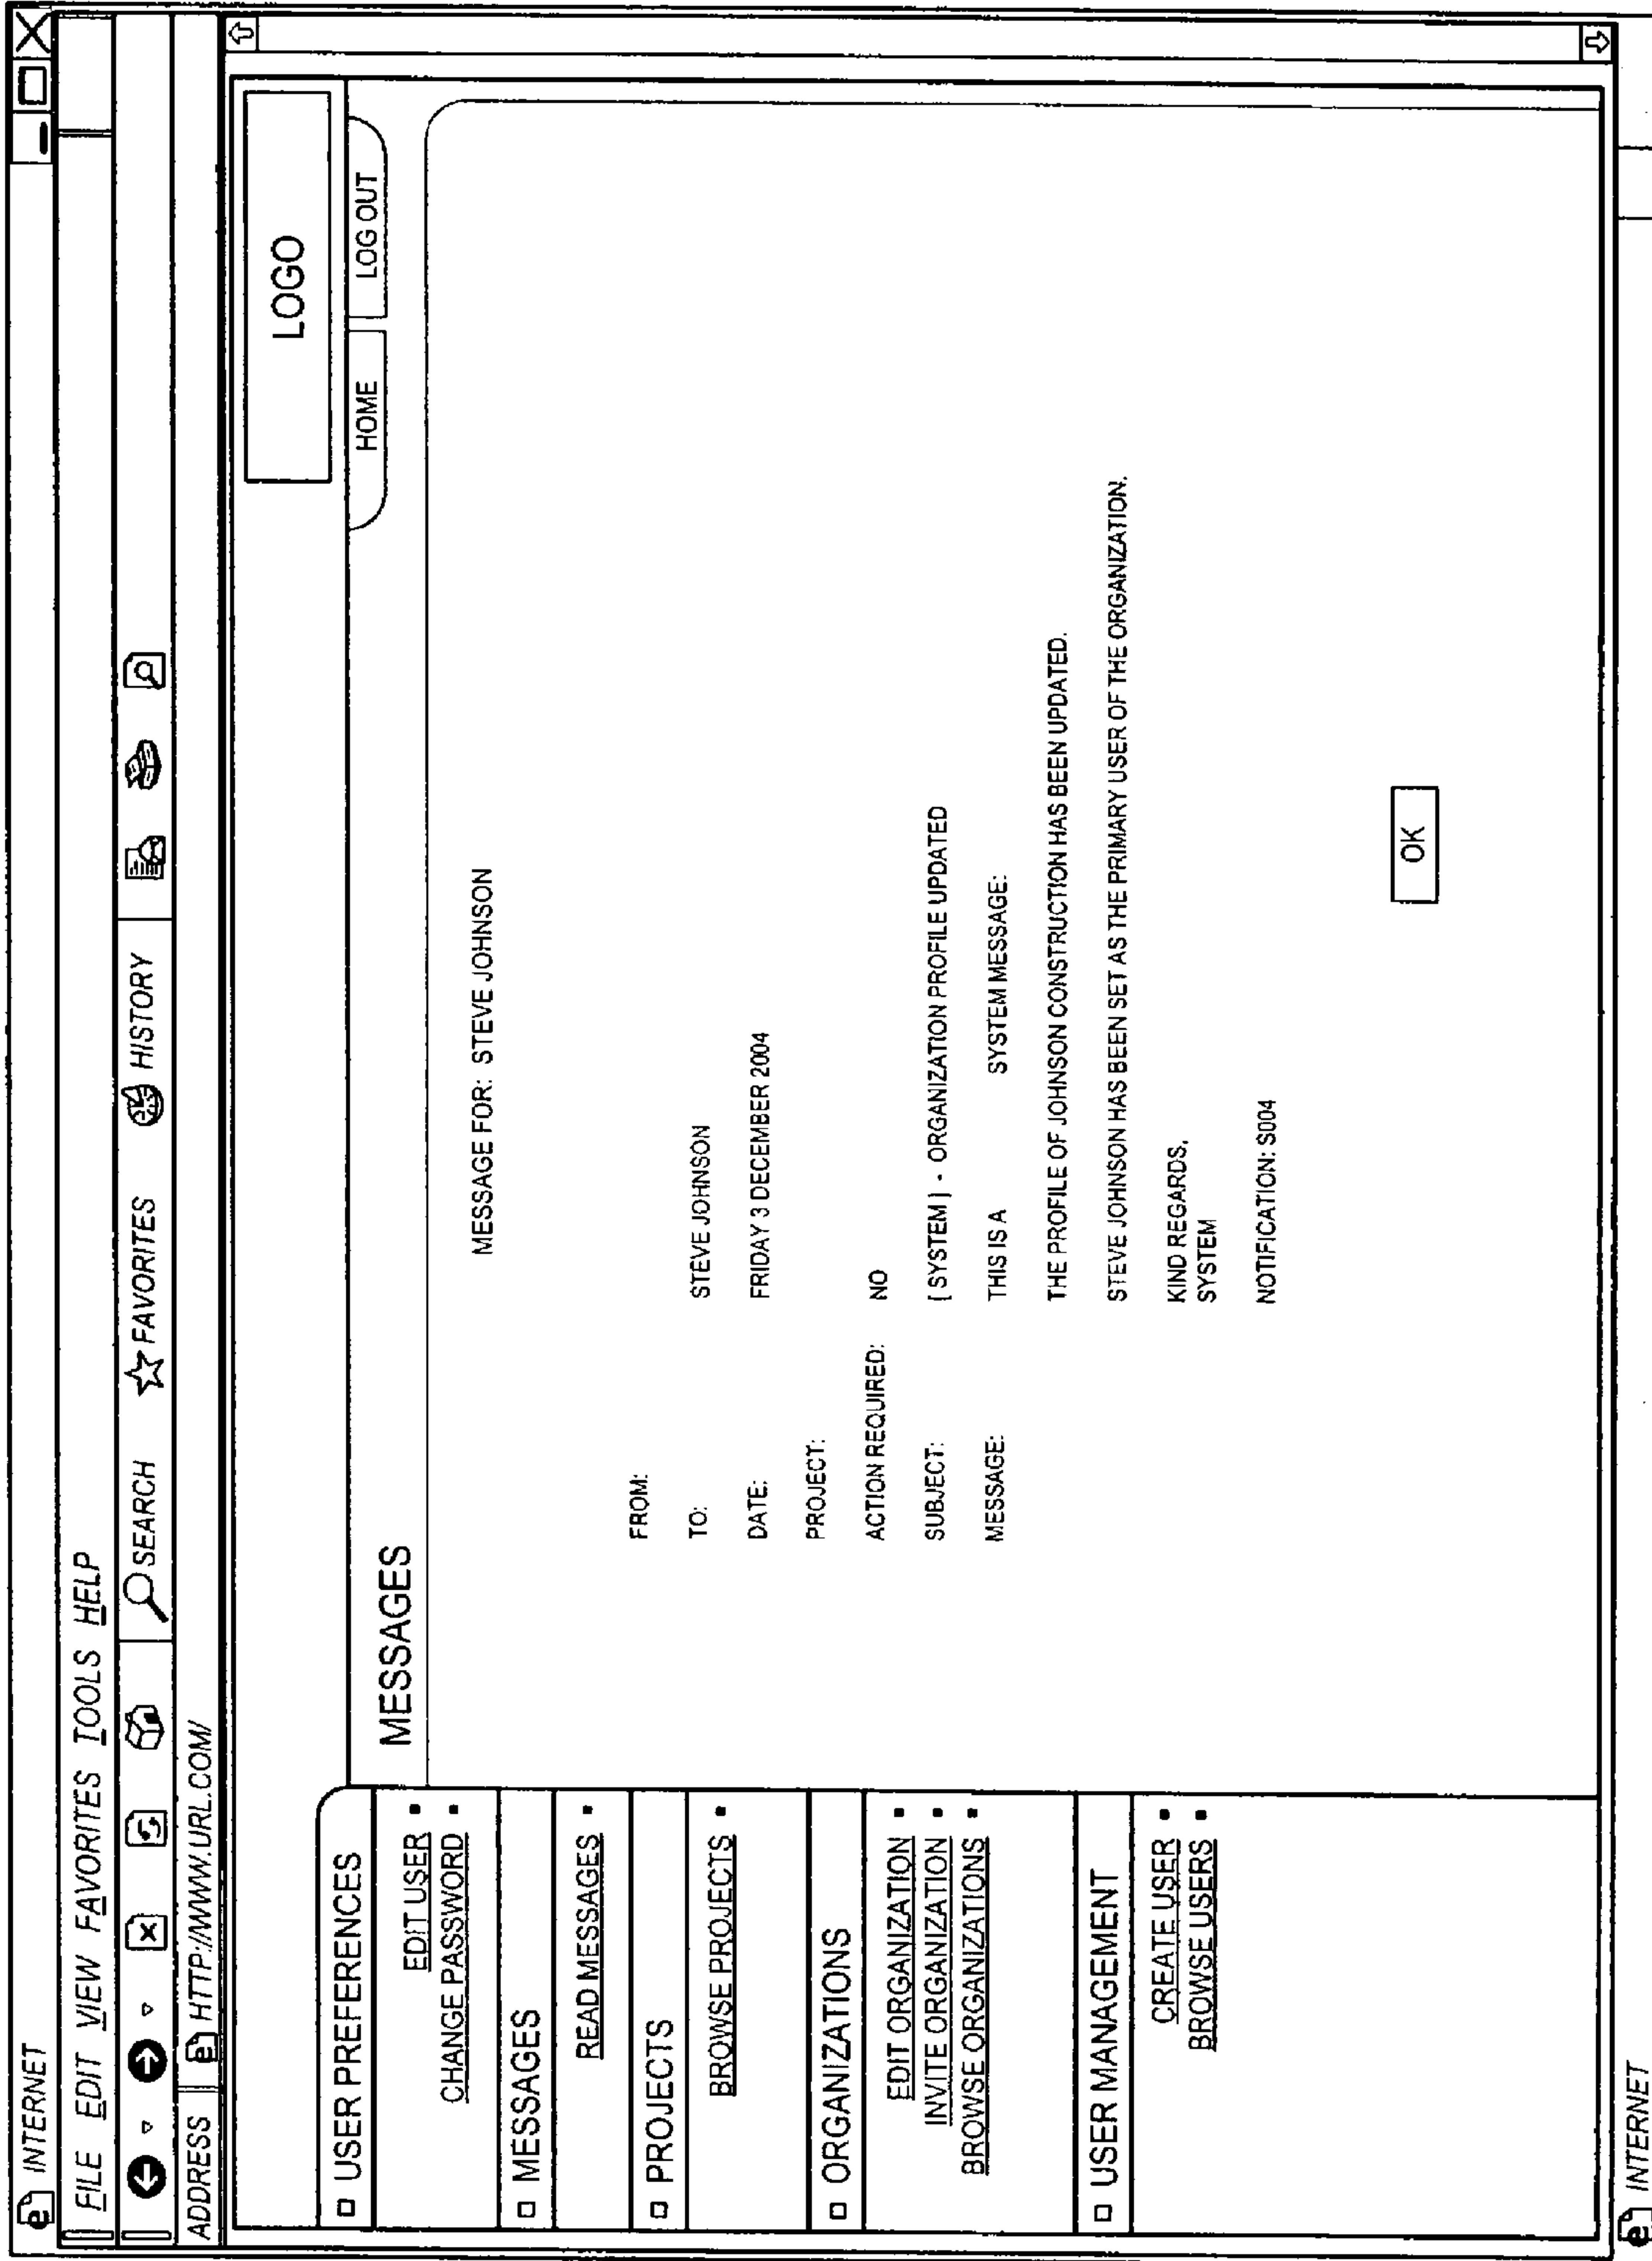 INTERNET
FILE EDIT VIEW FAVORITES TOOLS HELP
SEARCH FAVORITES HISTORY
ADDRESS HTTP://WWW.URL.COM/
LOGO
HOME LOG OUT
USER PREFERENCES
EDIT USER
CHANGE PASSWORD
MESSAGES
READ MESSAGES
PROJECTS
BROWSE PROJECTS
ORGANIZATIONS
EDIT ORGANIZATION
INVITE ORGANIZATION
BROWSE ORGANIZATIONS
USER MANAGEMENT
CREATE USER
BROWSE USERS
MESSAGES
MESSAGE FOR: STEVE JOHNSON
FROM:
TO: STEVE JOHNSON
DATE: FRIDAY 3 DECEMBER 2004
PROJECT:
ACTION REQUIRED: NO
SUBJECT: [ SYSTEM ] - ORGANIZATION PROFILE UPDATED
MESSAGE: THIS IS A SYSTEM MESSAGE:
THE PROFILE OF JOHNSON CONSTRUCTION HAS BEEN UPDATED.
STEVE JOHNSON HAS BEEN SET AS THE PRIMARY USER OF THE ORGANIZATION.
KIND REGARDS,
SYSTEM
NOTIFICATION: S004
OK
INTERNET